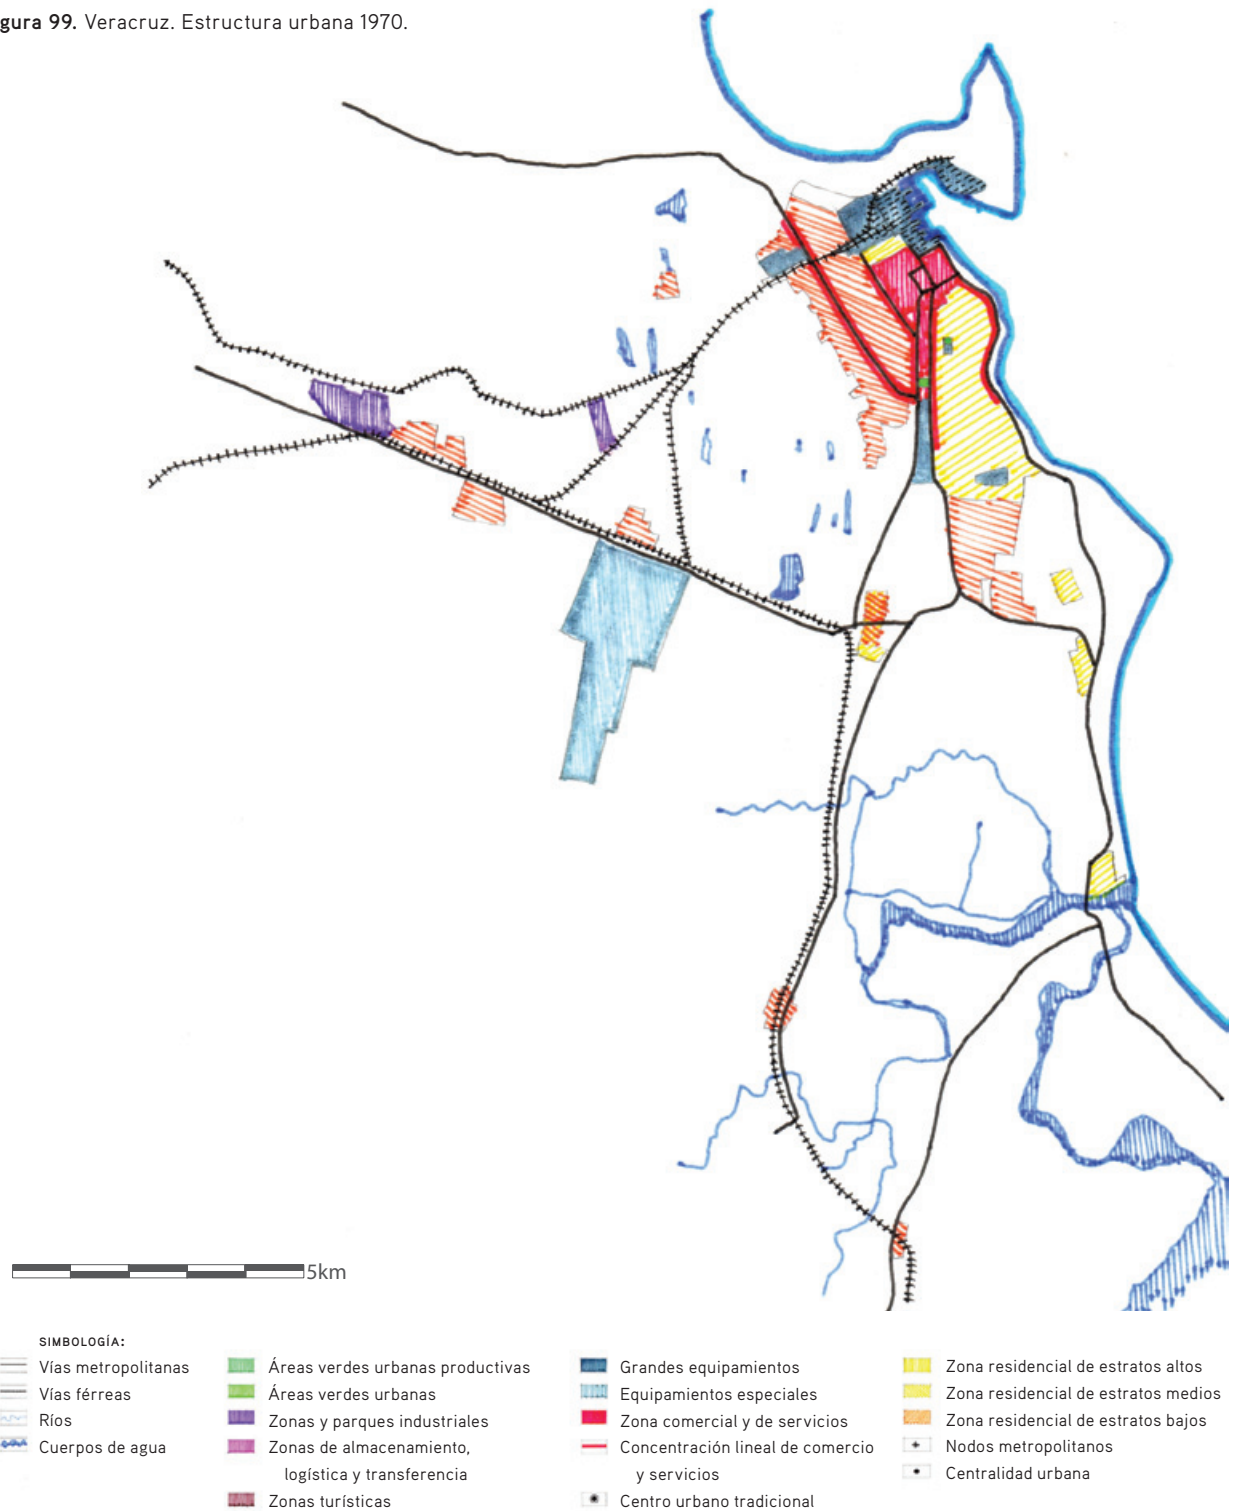 gura 99. Veracruz. Estructura urbana 1970.
5km
SIMBOLOGÍA:
Vías metropolitanas
Vías férreas
Ríos
Cuerpos de agua
Áreas verdes urbanas productivas
Áreas verdes urbanas
Zonas y parques industriales
Zonas de almacenamiento,
logística y transferencia
Zonas turísticas
Grandes equipamientos
Equipamientos especiales
Zona comercial y de servicios
Concentración lineal de comercio
y servicios
Centro urbano tradicional
Zona residencial de estratos altos
Zona residencial de estratos medios
Zona residencial de estratos bajos
Nodos metropolitanos
Centralidad urbana